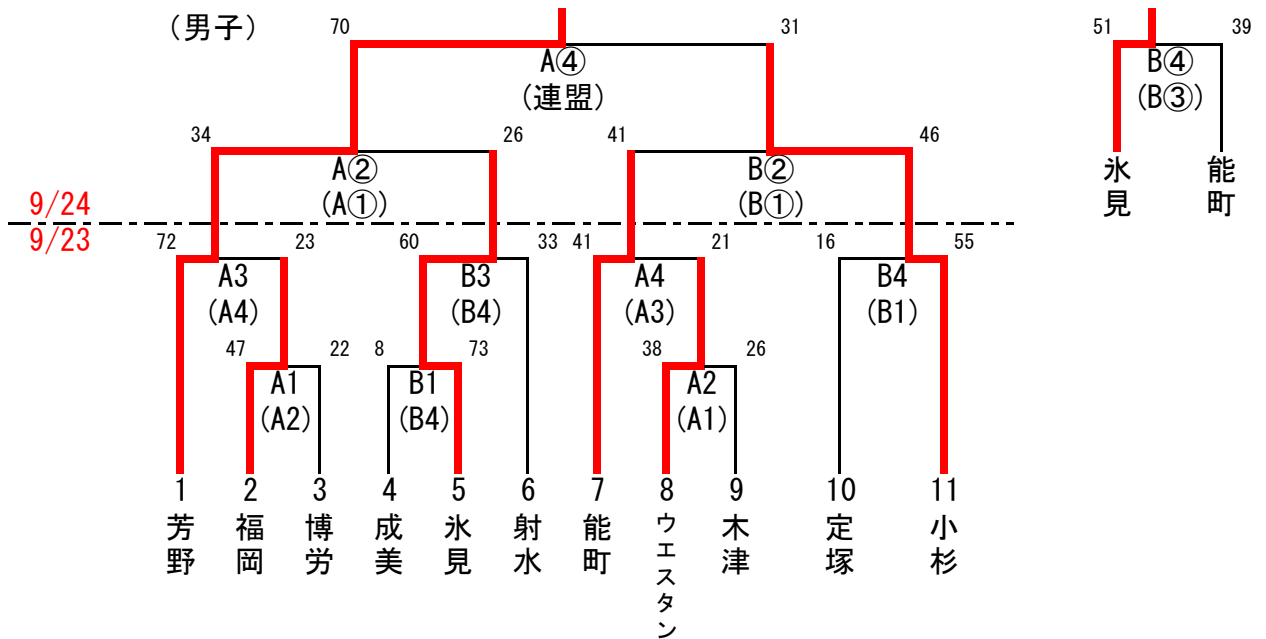 (男子)
70
31
51
39
A④
(連盟)
B④
(B③)
34
26
41
46
A②
(A①)
B②
(B①)
氷見
能町
9/24
9/23
72
23
60
33
41
21
16
55
A3
(A4)
B3
(B4)
A4
(A3)
B4
(B1)
47
22
8
73
38
26
A1
(A2)
B1
(B4)
A2
(A1)
1
2
3
4
5
6
7
8
9
10
11
芳野
福岡
博労
成美
氷見
射水
能町
ウエスタン
木津
定塚
小杉